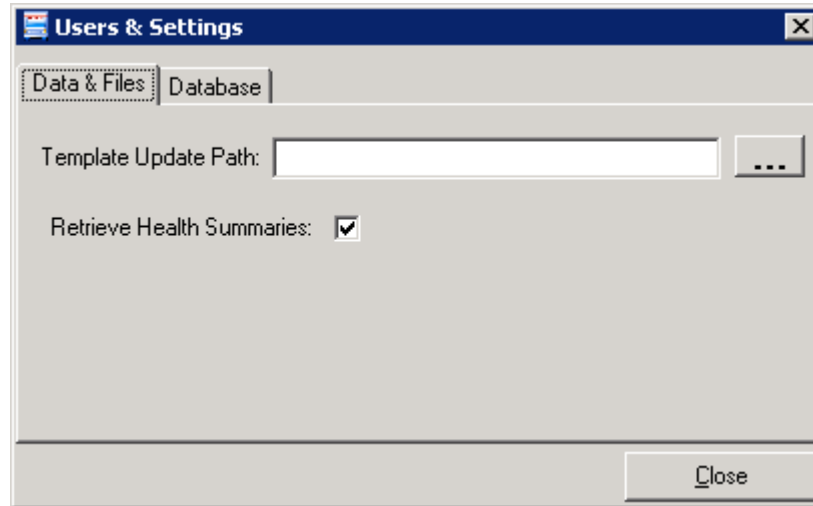 Users & Settings
Data & Files Database
Template Update Path: ...
Retrieve Health Summaries:
Close